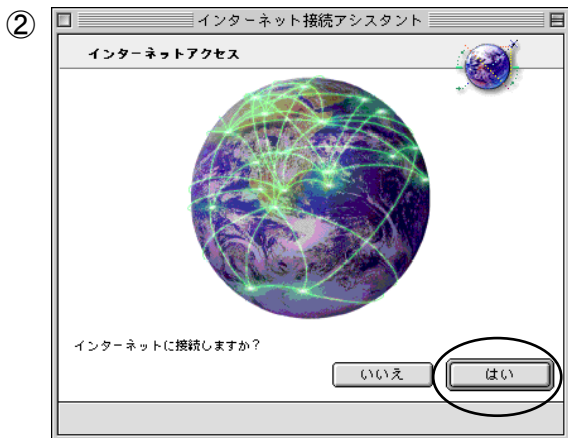 ②
インターネット接続アシスタント
インターネットアクセス
インターネットに接続しますか？
いいえ はい